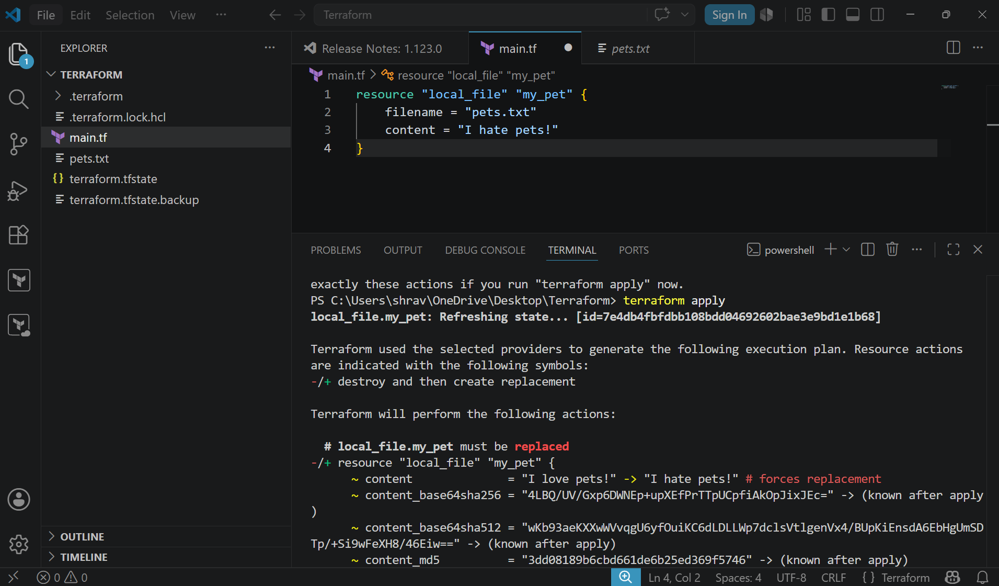 File Edit Selection View ··· Terraform Sign In
EXPLORER ···
TERRAFORM
.terraform
.terraform.lock.hcl
main.tf
pets.txt
terraform.tfstate
terraform.tfstate.backup
OUTLINE
TIMELINE
1
Release Notes: 1.123.0 main.tf pets.txt
main.tf > resource "local_file" "my_pet"
1 resource "local_file" "my_pet" {
2 filename = "pets.txt"
3 content = "I hate pets!"
4 }
PROBLEMS OUTPUT DEBUG CONSOLE TERMINAL PORTS powershell
exactly these actions if you run "terraform apply" now.
PS C:\Users\shrav\OneDrive\Desktop\Terraform> terraform apply
local_file.my_pet: Refreshing state... [id=7e4db4fbfdbb108bdd04692602bae3e9bd1e1b68]
Terraform used the selected providers to generate the following execution plan. Resource actions
are indicated with the following symbols:
-/+ destroy and then create replacement
Terraform will perform the following actions:
# local_file.my_pet must be replaced
-/+ resource "local_file" "my_pet" {
~ content = "I love pets!" -> "I hate pets!" # forces replacement
~ content_base64sha256 = "4LBQ/UV/Gxp6DWNEp+upXEfPrTTpUCpfiAkOpJixJEc=" -> (known after apply
)
~ content_base64sha512 = "wKb93aeKXXwWVvqgU6yfOuiKC6dLDLLWp7dclsVtlgenVx4/BUpKiEnsdA6EbHgUmSD
Tp/+Si9wFeXH8/46Eiw==" -> (known after apply)
~ content_md5 = "3dd08189b6cbd661de6b25ed369f5746" -> (known after apply)
0 0 Ln 4, Col 2 Spaces: 4 UTF-8 CRLF {} Terraform